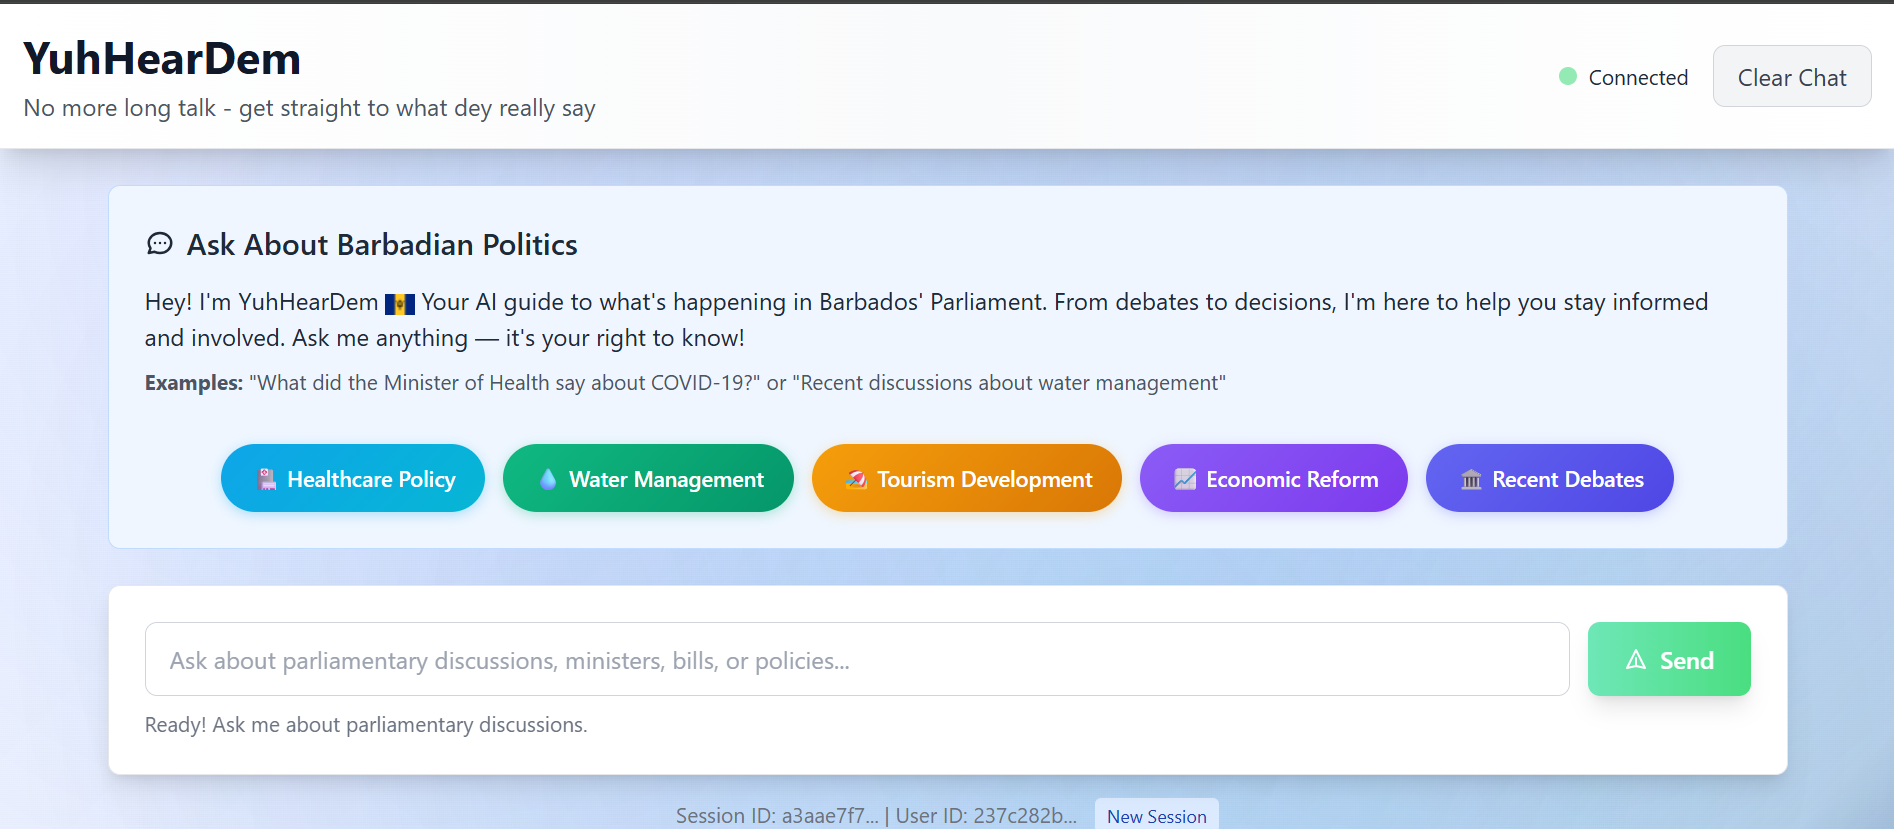 YuhHearDem
No more long talk - get straight to what dey really say
Connected
Clear Chat
Ask About Barbadian Politics
Hey! I'm YuhHearDem 🇧🇧 Your AI guide to what's happening in Barbados' Parliament. From debates to decisions, I'm here to help you stay informed
and involved. Ask me anything — it's your right to know!
Examples: "What did the Minister of Health say about COVID-19?" or "Recent discussions about water management"
🏥 Healthcare Policy
💧 Water Management
🏖️ Tourism Development
📈 Economic Reform
🏛️ Recent Debates
Ask about parliamentary discussions, ministers, bills, or policies...
Send
Ready! Ask me about parliamentary discussions.
Session ID: a3aae7f7... | User ID: 237c282b... New Session